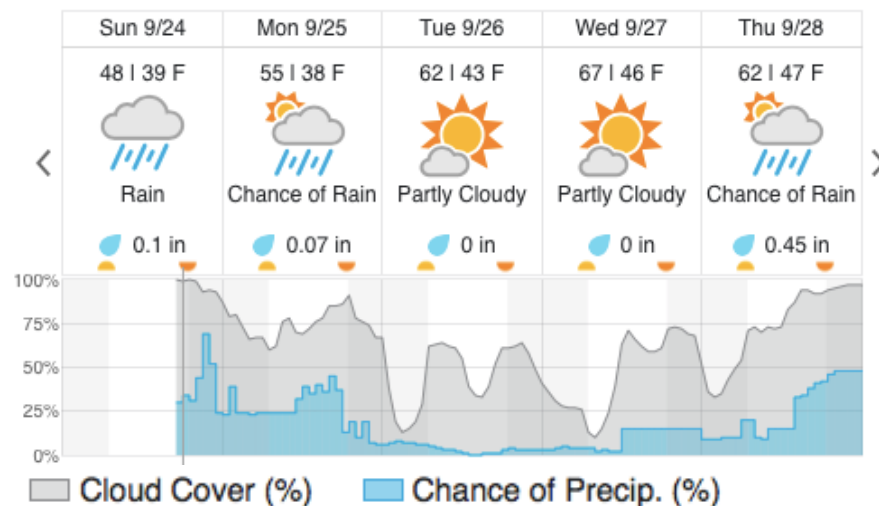 Sun 9/24 Mon 9/25 Tue 9/26 Wed 9/27 Thu 9/28
48 | 39 F 55 | 38 F 62 | 43 F 67 | 46 F 62 | 47 F
Rain Chance of Rain Partly Cloudy Partly Cloudy Chance of Rain
0.1 in 0.07 in 0 in 0 in 0.45 in
100%
75%
50%
25%
0%
Cloud Cover (%) Chance of Precip. (%)